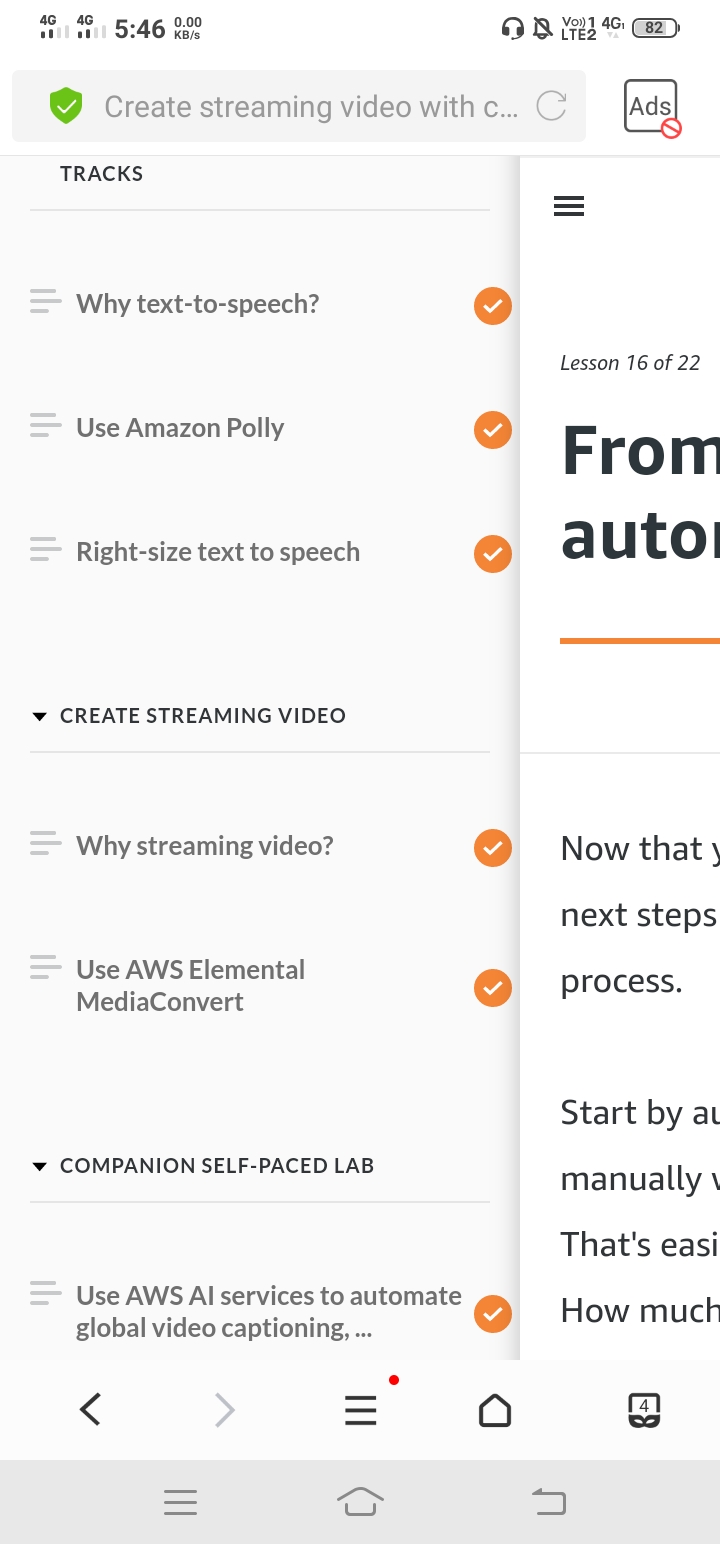 4G 4G 5:46 0.00 KB/s Vo))1 LTE2 4G1 82
Create streaming video with c... Ads
TRACKS
Why text-to-speech?
Use Amazon Polly
Right-size text to speech
CREATE STREAMING VIDEO
Why streaming video?
Use AWS Elemental
MediaConvert
COMPANION SELF-PACED LAB
Use AWS AI services to automate
global video captioning, ...
Lesson 16 of 22
From
autor
Now that y
next steps
process.
Start by au
manually w
That's easi
How much
4